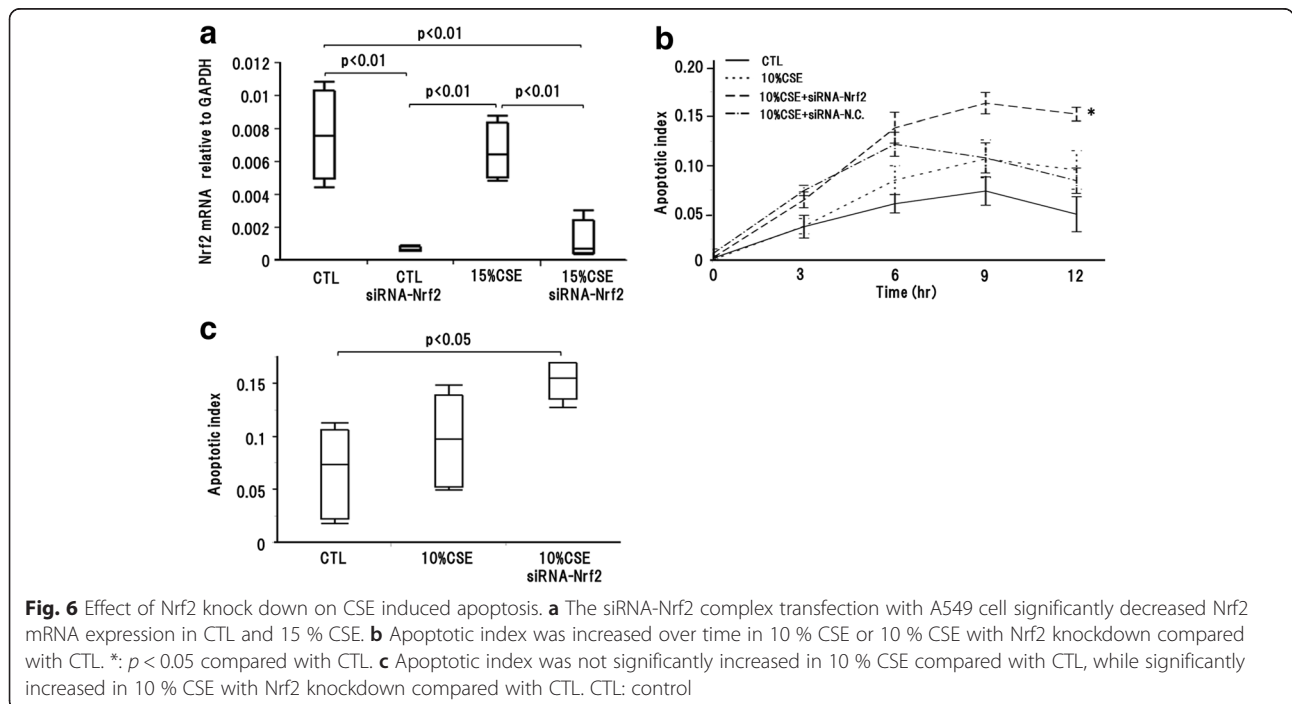 a
p<0.01
p<0.01
p<0.01
p<0.01
Nrf2 mRNA relative to GAPDH
0.012
0.01
0.008
0.006
0.004
0.002
0
CTL
CTL
siRNA-Nrf2
15%CSE
15%CSE
siRNA-Nrf2
b
CTL
10%CSE
10%CSE+siRNA-Nrf2
10%CSE+siRNA-N.C.
Apoptotic index
0.20
0.15
0.10
0.05
0
*
0 3 6 9 12
Time (hr)
c
p<0.05
Apoptotic index
0.15
0.1
0.05
0
CTL
10%CSE
10%CSE
siRNA-Nrf2
Fig. 6 Effect of Nrf2 knock down on CSE induced apoptosis. a The siRNA-Nrf2 complex transfection with A549 cell significantly decreased Nrf2
mRNA expression in CTL and 15 % CSE. b Apoptotic index was increased over time in 10 % CSE or 10 % CSE with Nrf2 knockdown compared
with CTL. *: p < 0.05 compared with CTL. c Apoptotic index was not significantly increased in 10 % CSE compared with CTL, while significantly
increased in 10 % CSE with Nrf2 knockdown compared with CTL. CTL: control